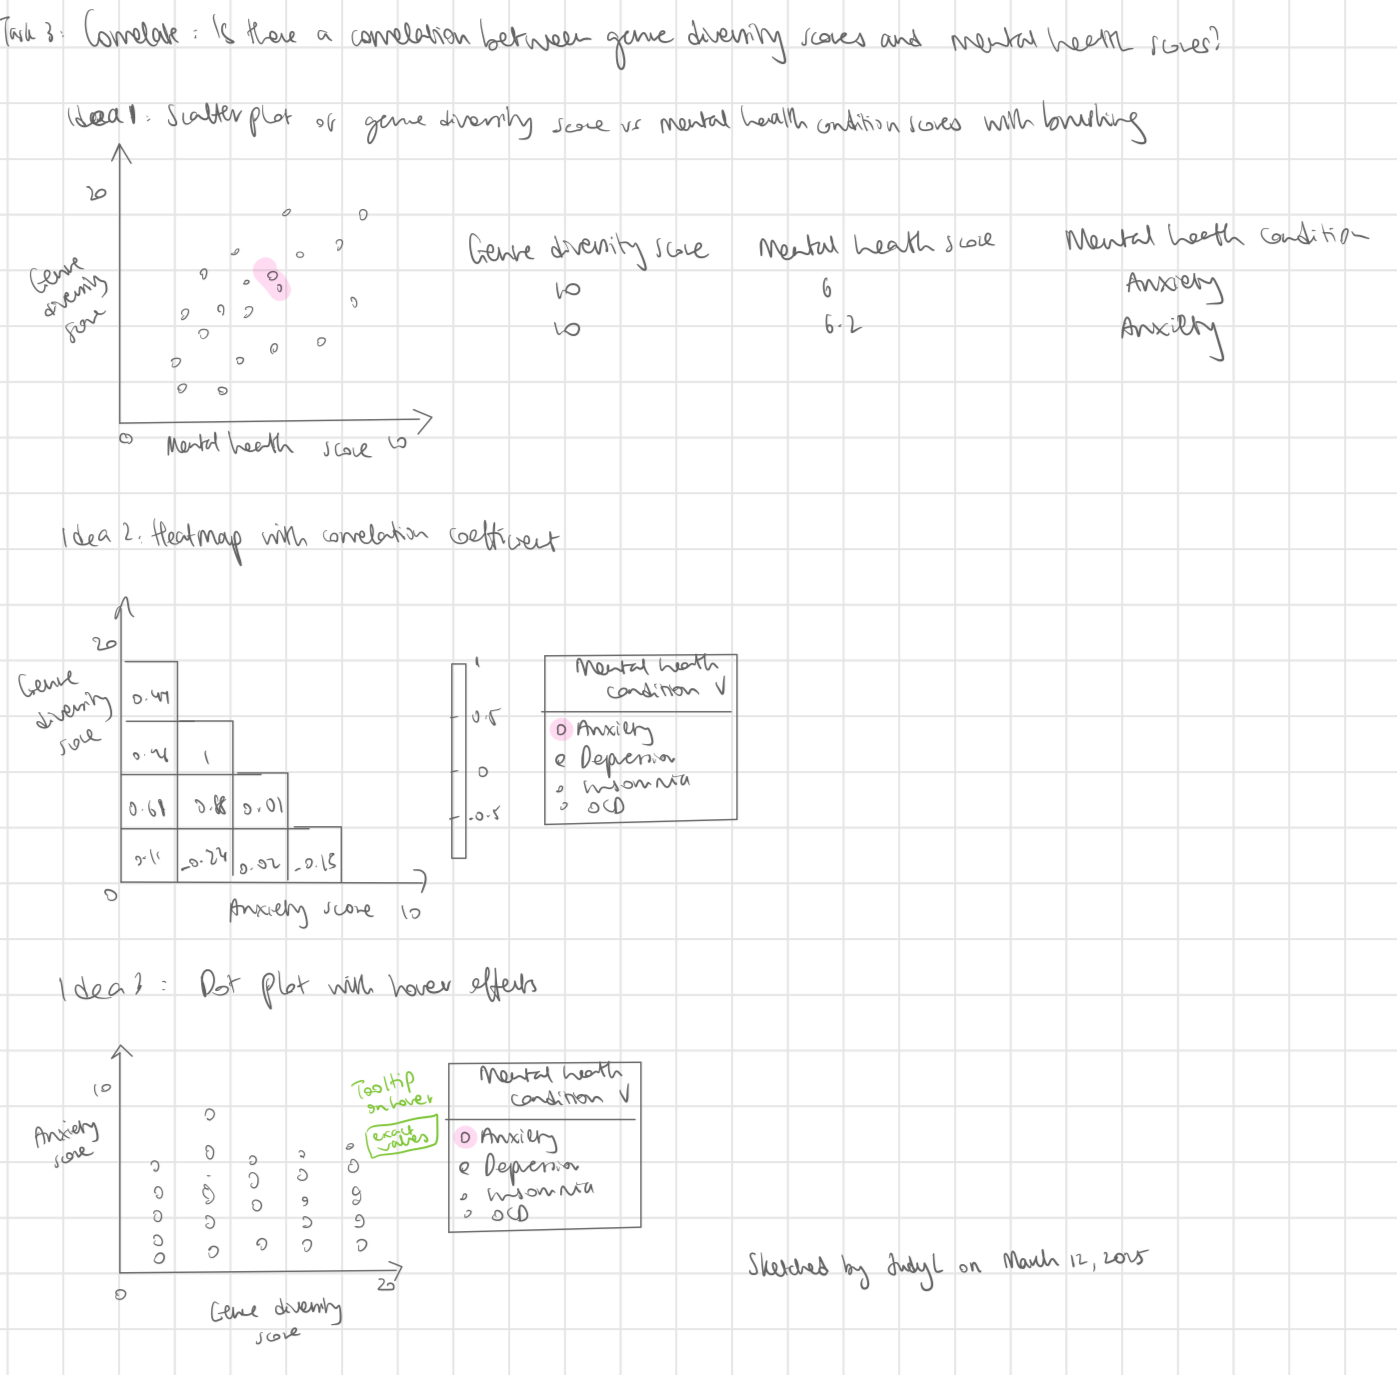 Task 3: Correlate: Is there a correlation between genre diversity scores and mental health scores?
Idea 1: Scatter plot of genre diversity score vs mental health condition scores with brushing
20
Genre
diversity
score
0
Mental health score 10
Genre diversity score Mental health score Mental health condition
10 6 Anxiety
10 6.2 Anxiety
Idea 2: Heatmap with correlation coefficient
20
Genre
diversity
score
0.47
1
0.61 0.88 0.01
0.11 -0.24 0.02 -0.15
0
Anxiety score 10
1
0.5
0
-0.5
Mental health
condition V
Anxiety
Depression
insomnia
OCD
Idea 3: Dot plot with hover effects
10
Anxiety
score
0
20
Genre diversity
score
Tooltip
on hover
exact
values
Mental health
condition V
Anxiety
Depression
insomnia
OCD
Sketched by JudyL on March 12, 2025